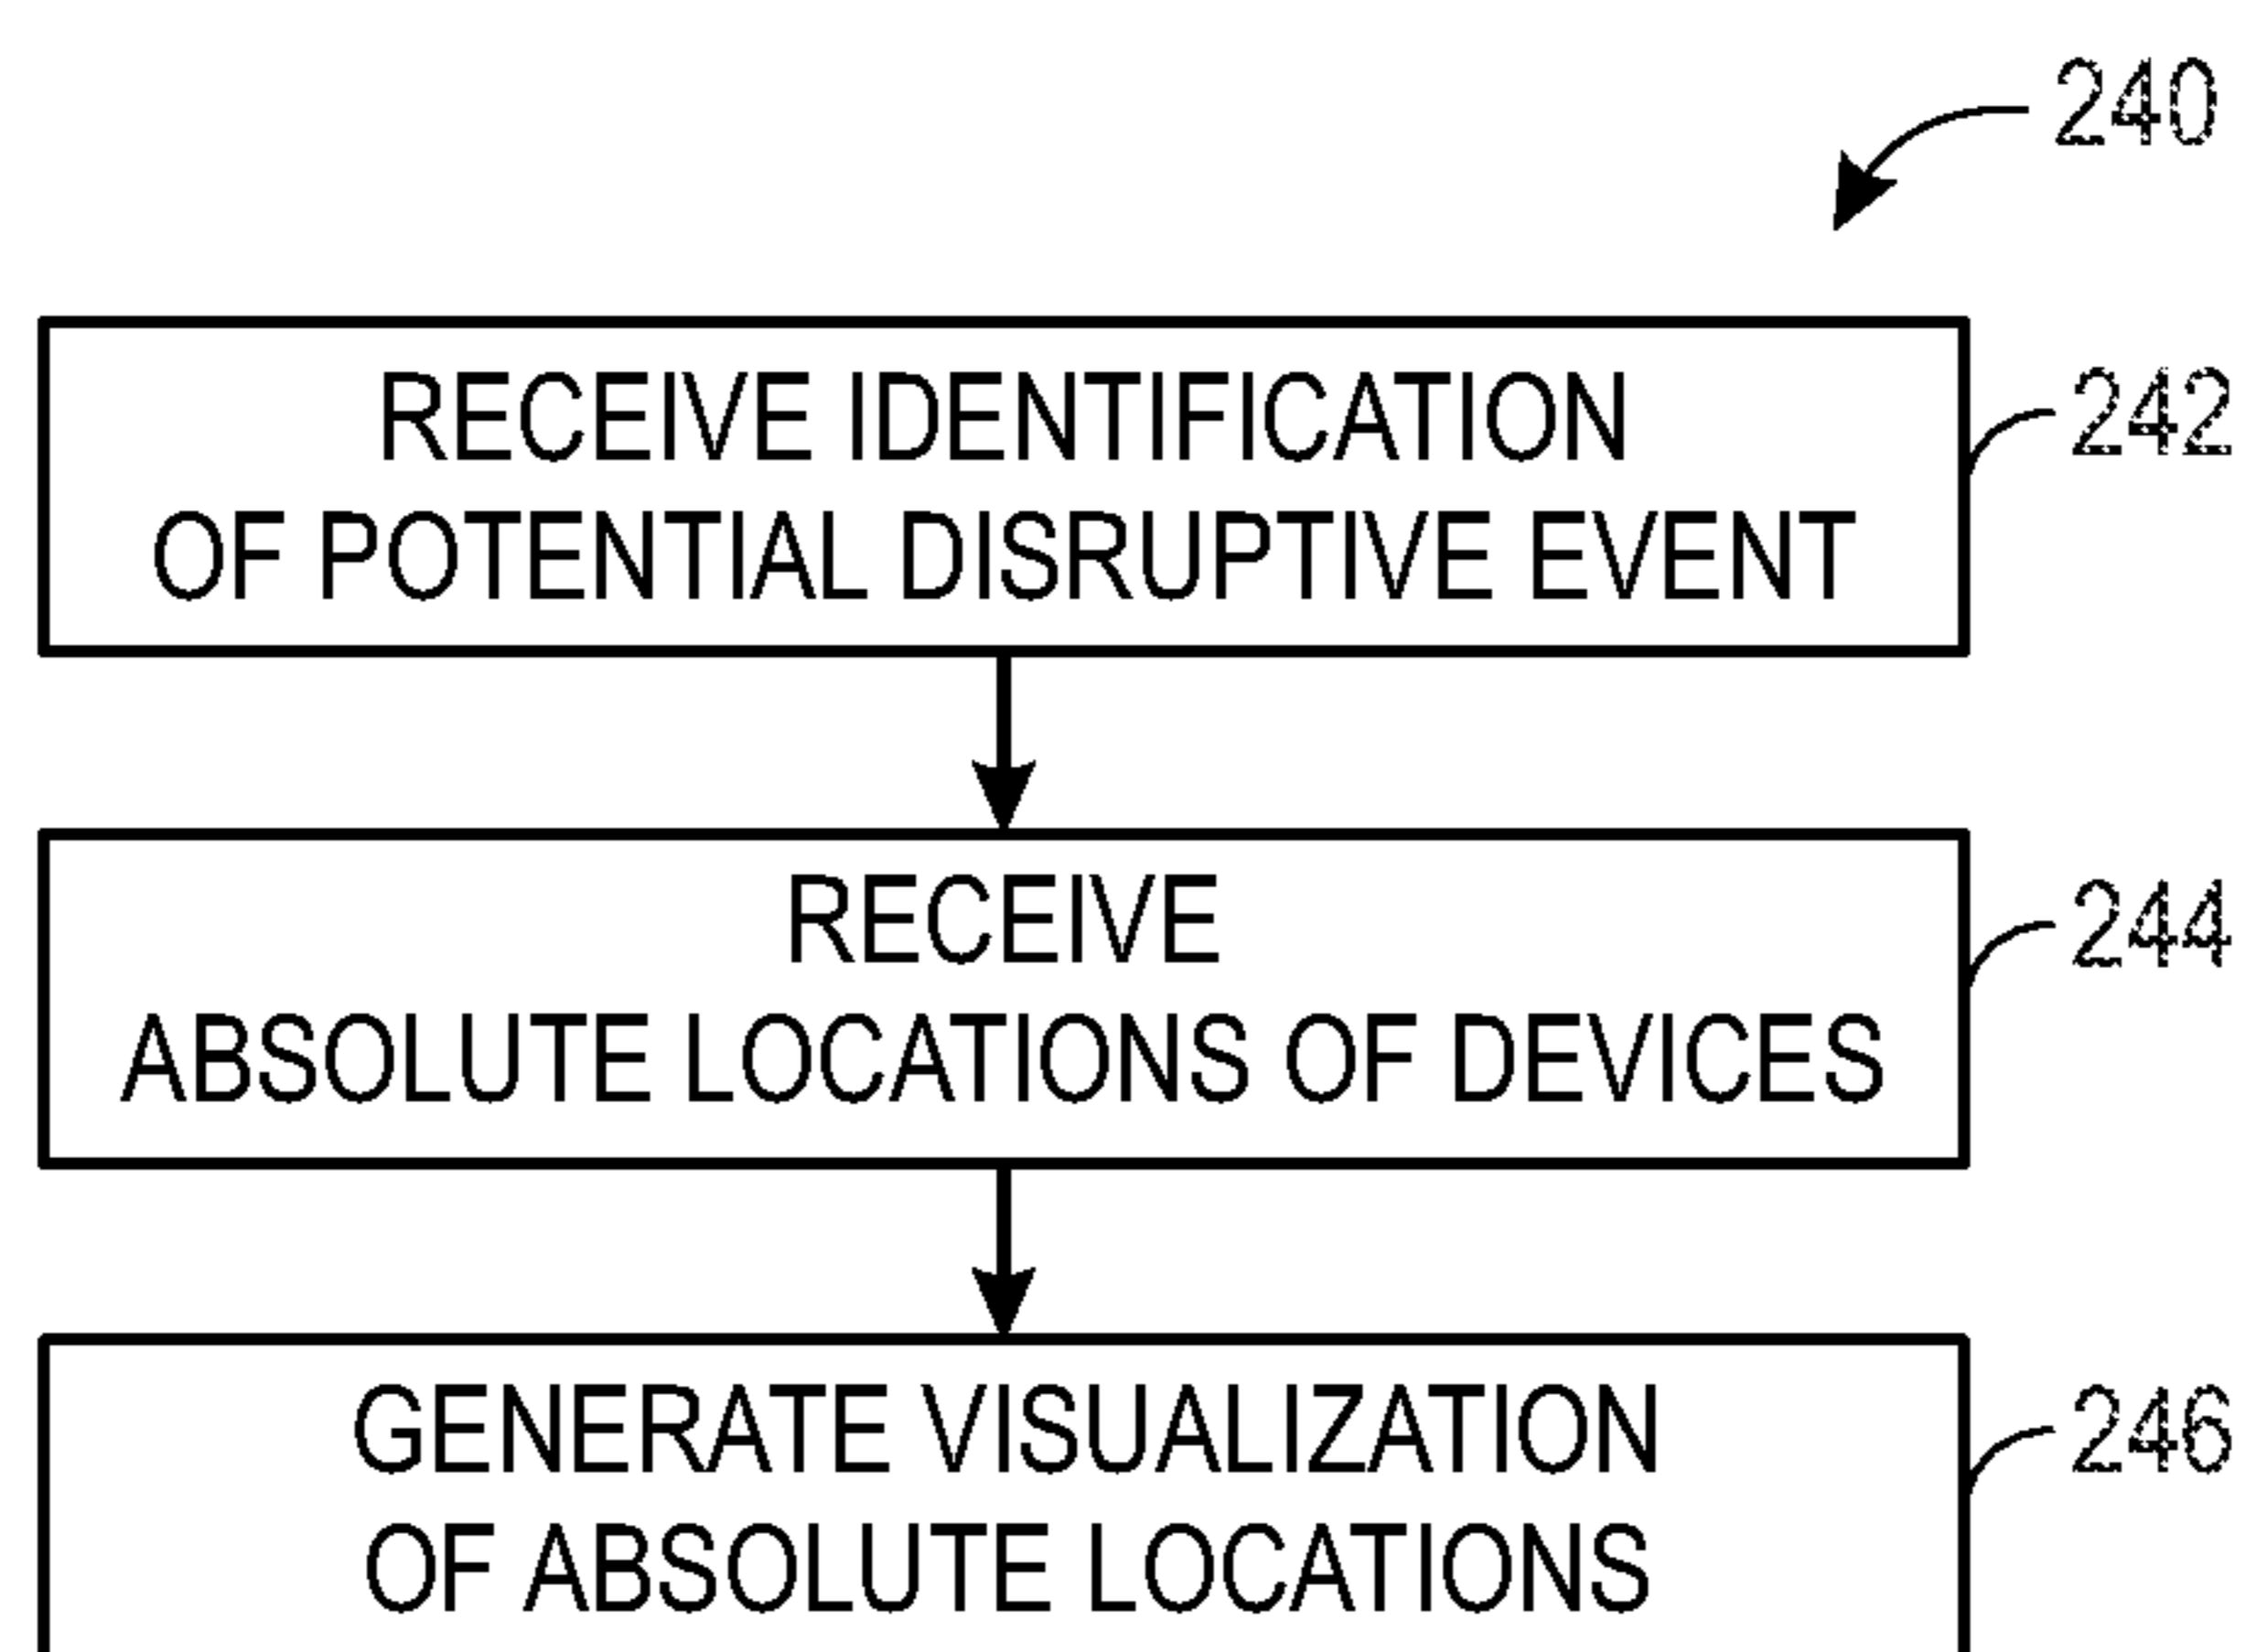 240
RECEIVE IDENTIFICATION
OF POTENTIAL DISRUPTIVE EVENT
242
RECEIVE
ABSOLUTE LOCATIONS OF DEVICES
244
GENERATE VISUALIZATION
OF ABSOLUTE LOCATIONS
246